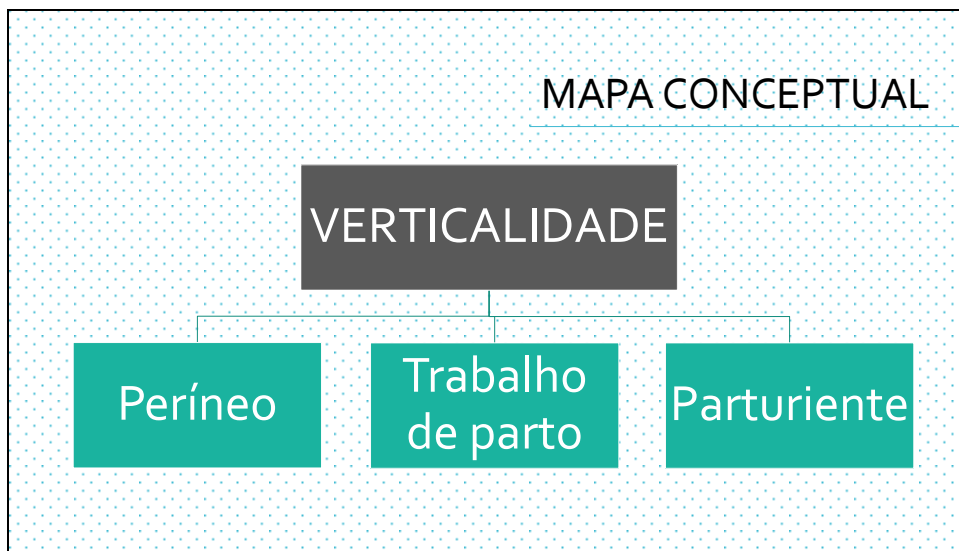 MAPA CONCEPTUAL
VERTICALIDADE
Períneo
Trabalho
de parto
Parturiente